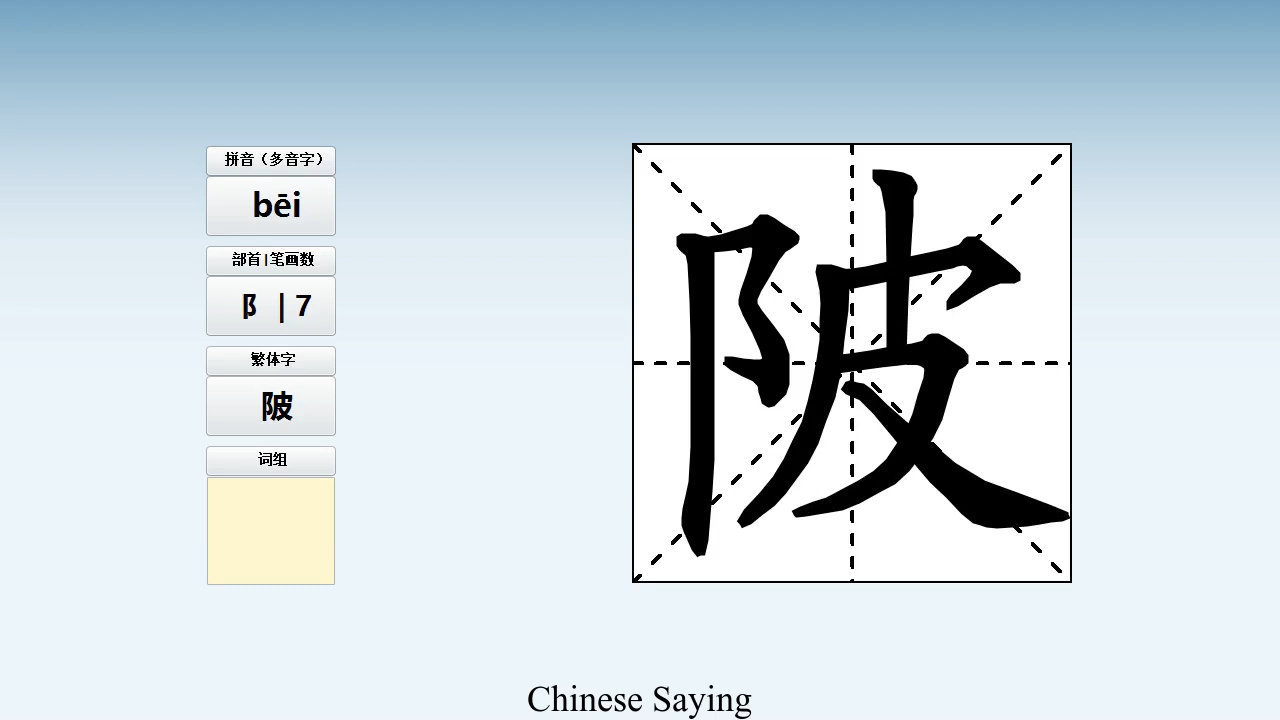 拼音（多音字）
bēi
部首|笔画数
阝 | 7
繁体字
陂
词组
陂
Chinese Saying